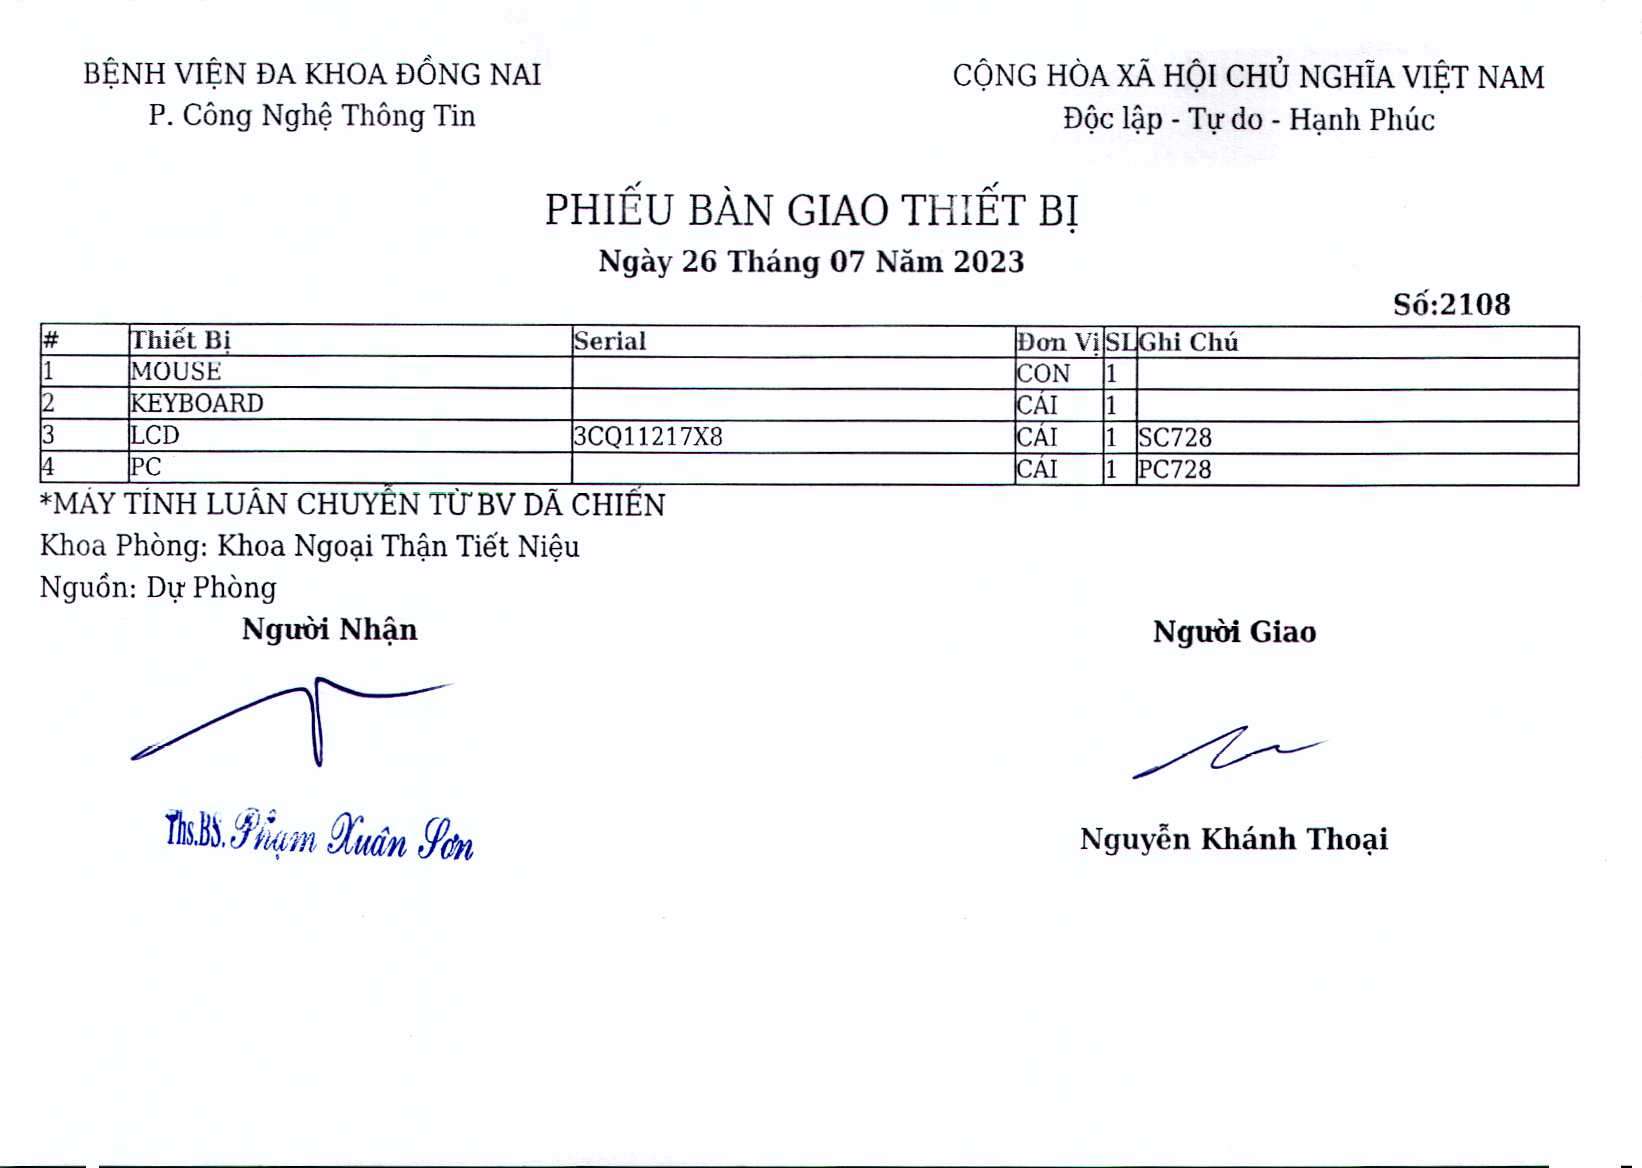 BỆNH VIỆN ĐA KHOA ĐỒNG NAI
P. Công Nghệ Thông Tin
CỘNG HÒA XÃ HỘI CHỦ NGHĨA VIỆT NAM
Độc lập - Tự do - Hạnh Phúc
PHIẾU BÀN GIAO THIẾT BỊ
Ngày 26 Tháng 07 Năm 2023
Số:2108
# Thiết Bị Serial Đơn Vị SL Ghi Chú
1 MOUSE CON 1
2 KEYBOARD CÁI 1
3 LCD 3CQ11217X8 CÁI 1 SC728
4 PC CÁI 1 PC728
*MÁY TÍNH LUÂN CHUYỂN TỪ BV DÃ CHIẾN
Khoa Phòng: Khoa Ngoại Thận Tiết Niệu
Nguồn: Dự Phòng
Người Nhận Người Giao
Ths.BS. Phạm Xuân Sơn
Nguyễn Khánh Thoại